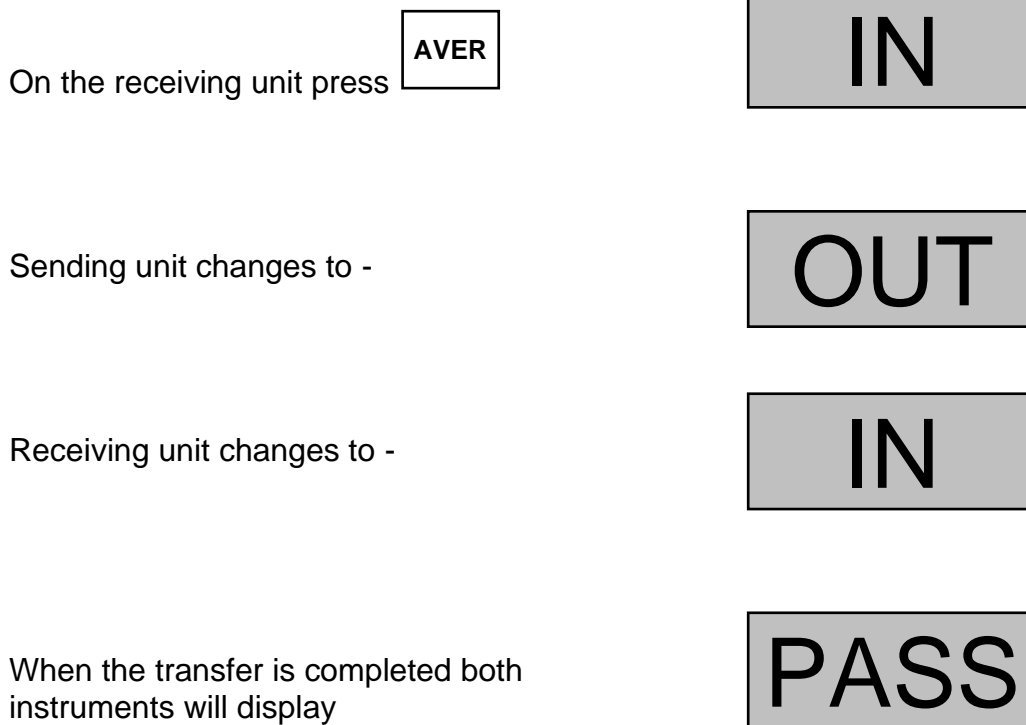 On the receiving unit press AVER
IN
Sending unit changes to -
OUT
Receiving unit changes to -
IN
When the transfer is completed both
instruments will display
PASS